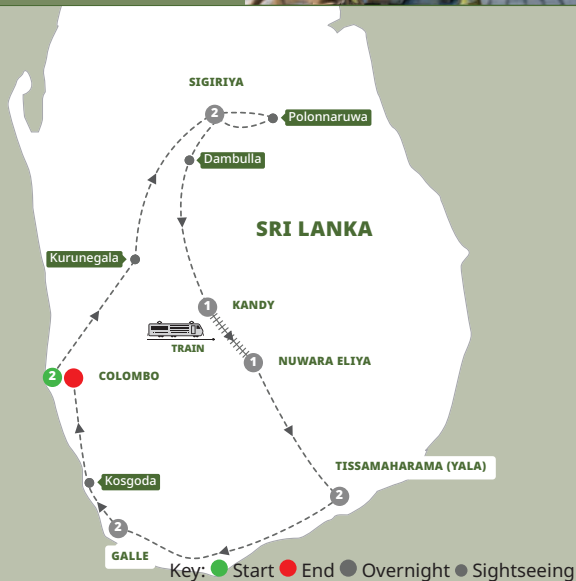 SIGIRIYA
2
Polonnaruwa
Dambulla
SRI LANKA
Kurunegala
1
KANDY
TRAIN
1
NUWARA ELIYA
2
COLOMBO
TISSAMAHARAMA (YALA)
2
Kosgoda
2
GALLE
Key: Start End Overnight Sightseeing